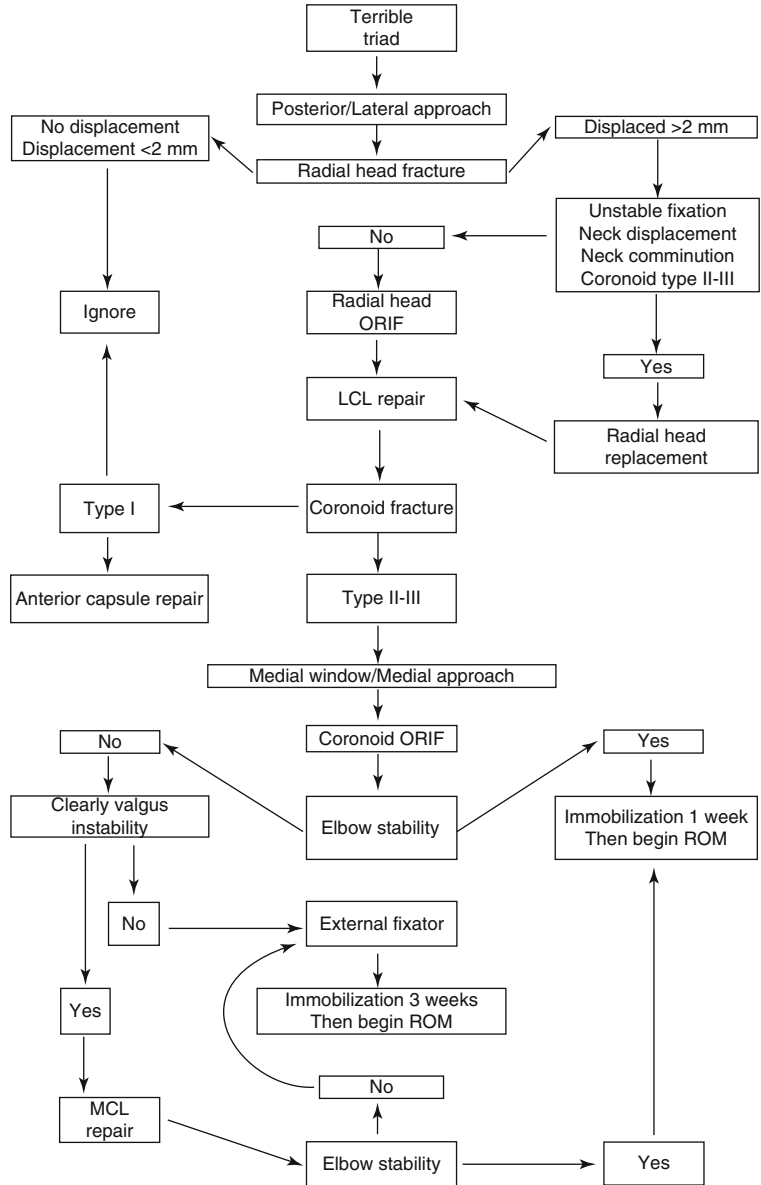 Terrible
triad
Posterior/Lateral approach
No displacement
Displacement <2 mm
Displaced >2 mm
Radial head fracture
Unstable fixation
Neck displacement
Neck comminution
Coronoid type II-III
No
Ignore
Radial head
ORIF
Yes
LCL repair
Radial head
replacement
Type I
Coronoid fracture
Anterior capsule repair
Type II-III
Medial window/Medial approach
No
Coronoid ORIF
Yes
Clearly valgus
instability
Elbow stability
Immobilization 1 week
Then begin ROM
No
External fixator
Yes
Immobilization 3 weeks
Then begin ROM
No
MCL
repair
Elbow stability
Yes